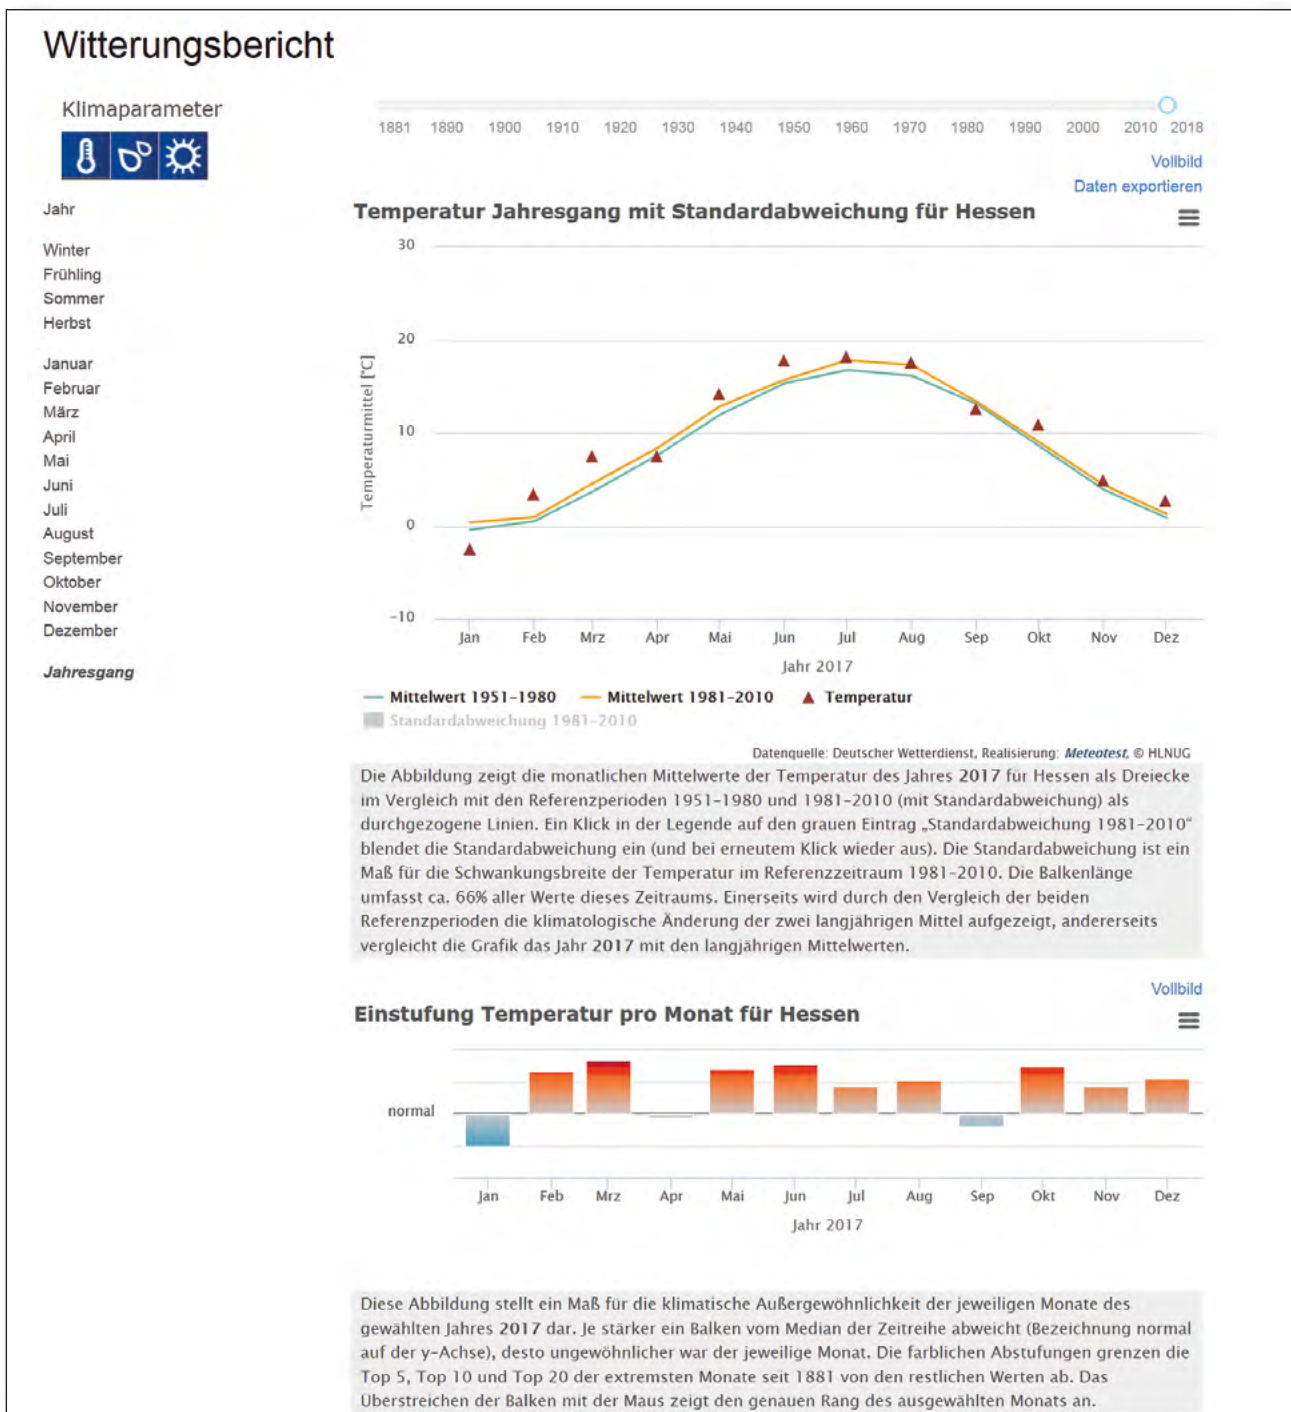 Witterungsbericht
Klimaparameter
1881 1890 1900 1910 1920 1930 1940 1950 1960 1970 1980 1990 2000 2010 2018
Vollbild
Daten exportieren
Jahr
Winter
Frühling
Sommer
Herbst
Januar
Februar
März
April
Mai
Juni
Juli
August
September
Oktober
November
Dezember
Jahresgang
Temperatur Jahresgang mit Standardabweichung für Hessen
30
20
10
0
-10
Temperaturmittel [°C]
Jan Feb Mrz Apr Mai Jun Jul Aug Sep Okt Nov Dez
Jahr 2017
Mittelwert 1951-1980 Mittelwert 1981-2010 Temperatur
Standardabweichung 1981-2010
Datenquelle: Deutscher Wetterdienst, Realisierung: Meteotest, © HLNUG
Die Abbildung zeigt die monatlichen Mittelwerte der Temperatur des Jahres 2017 für Hessen als Dreiecke
im Vergleich mit den Referenzperioden 1951-1980 und 1981-2010 (mit Standardabweichung) als
durchgezogene Linien. Ein Klick in der Legende auf den grauen Eintrag „Standardabweichung 1981-2010“
blendet die Standardabweichung ein (und bei erneutem Klick wieder aus). Die Standardabweichung ist ein
Maß für die Schwankungsbreite der Temperatur im Referenzzeitraum 1981-2010. Die Balkenlänge
umfasst ca. 66% aller Werte dieses Zeitraums. Einerseits wird durch den Vergleich der beiden
Referenzperioden die klimatologische Änderung der zwei langjährigen Mittel aufgezeigt, andererseits
vergleicht die Grafik das Jahr 2017 mit den langjährigen Mittelwerten.
Vollbild
Einstufung Temperatur pro Monat für Hessen
normal
Jan Feb Mrz Apr Mai Jun Jul Aug Sep Okt Nov Dez
Jahr 2017
Diese Abbildung stellt ein Maß für die klimatische Außergewöhnlichkeit der jeweiligen Monate des
gewählten Jahres 2017 dar. Je stärker ein Balken vom Median der Zeitreihe abweicht (Bezeichnung normal
auf der y-Achse), desto ungewöhnlicher war der jeweilige Monat. Die farblichen Abstufungen grenzen die
Top 5, Top 10 und Top 20 der extremsten Monate seit 1881 von den restlichen Werten ab. Das
Überstreichen der Balken mit der Maus zeigt den genauen Rang des ausgewählten Monats an.